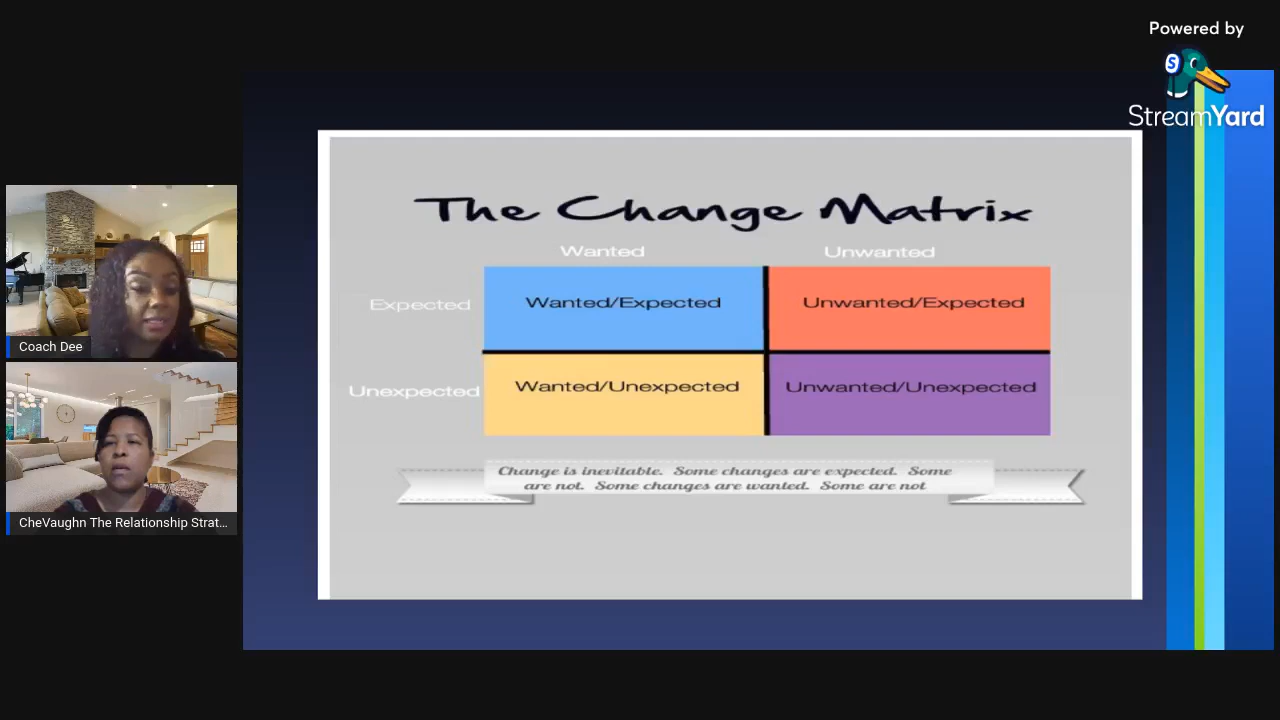 Powered by
StreamYard
The Change Matrix
Wanted Unwanted
Expected Wanted/Expected Unwanted/Expected
Unexpected Wanted/Unexpected Unwanted/Unexpected
Change is inevitable. Some changes are expected. Some
are not. Some changes are wanted. Some are not
Coach Dee
CheVaughn The Relationship Strat...